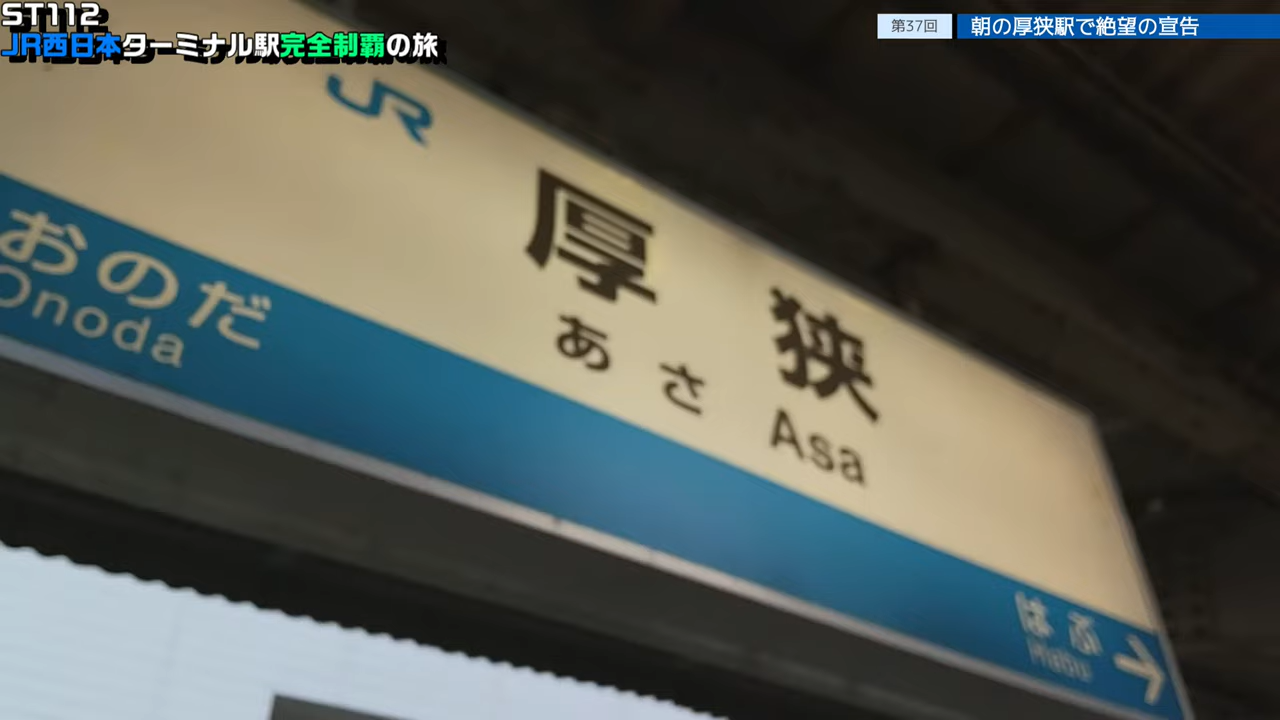 ST112
JR西日本ターミナル駅完全制覇の旅
第37回
朝の厚狭駅で絶望の宣告
JR
厚狭
あさ
Asa
おのだ
Onoda
はぶ
Habu
→